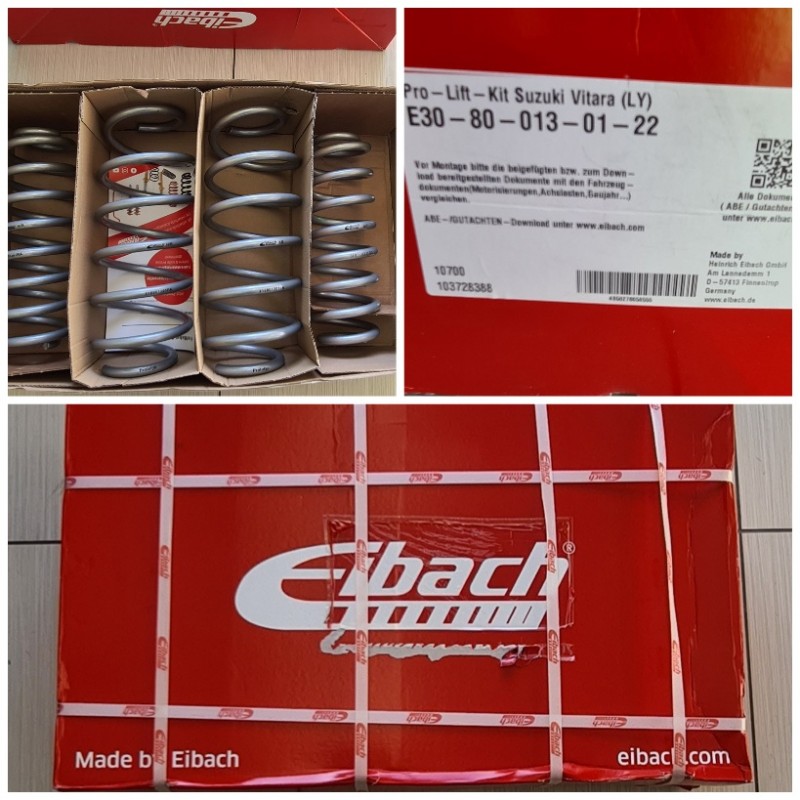 Eibach
Pro-Lift-Kit Suzuki Vitara (LY)
E30-80-013-01-22
Vor Montage bitte die beigefügten bzw. zum Down-
load bereitgestellten Dokumente mit den Fahrzeug-
dokumenten(Motorisierungen,Achslasten,Baujahr...)
vergleichen.
ABE-/GUTACHTEN-Download unter www.eibach.com
Alle Dokume
( ABE / Gutachten
unter www.eibac
10700
103728388
Made by
Heinrich Eibach GmbH
Am Lennedamm 1
D-57413 Finnentrop
Germany
www.eibach.de
Eibach®
Made by Eibach
eibach.com